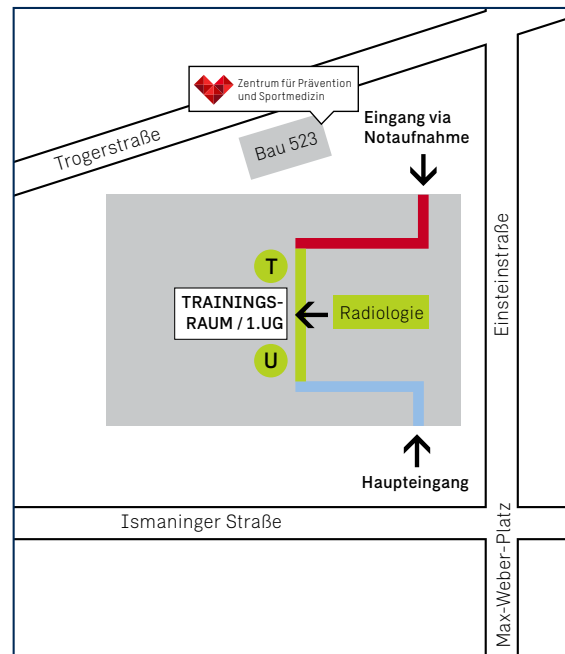 Zentrum für Prävention
und Sportmedizin
Trogerstraße
Bau 523
Eingang via
Notaufnahme
Einsteinstraße
T
TRAININGS-
RAUM / 1.UG
Radiologie
U
Haupteingang
Ismaninger Straße
Max-Weber-Platz